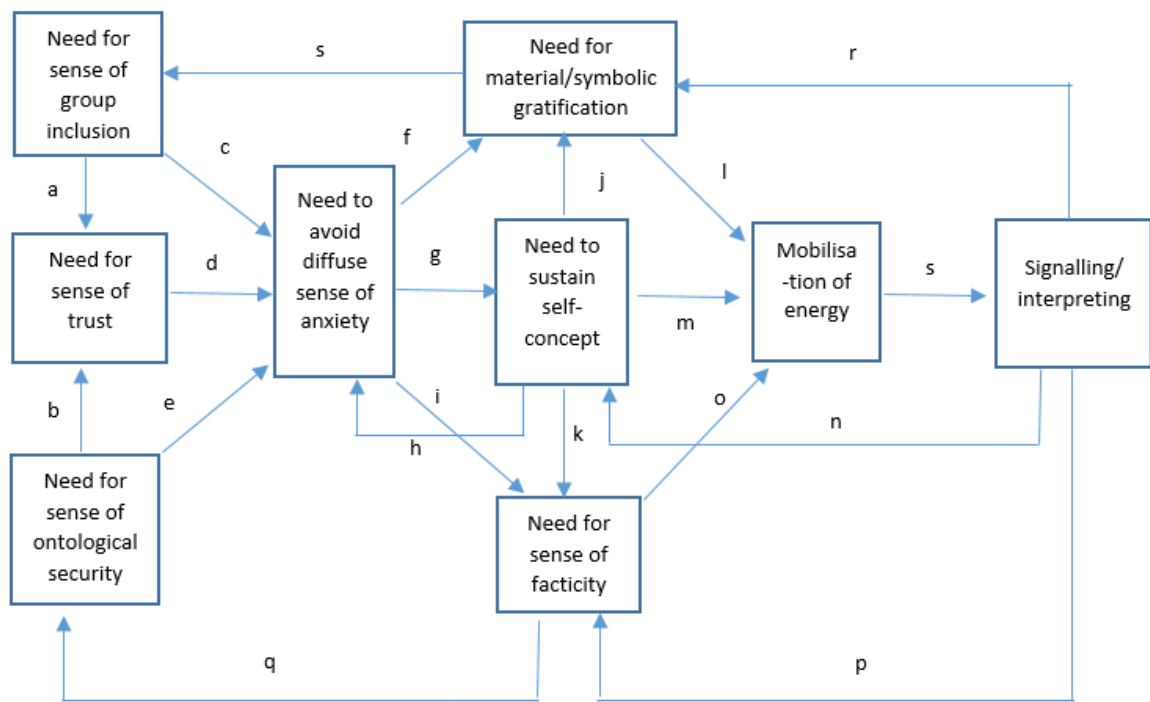 Need for
sense of
group
inclusion
s
Need for
material/symbolic
gratification
r
a
c
f
j
l
Need for
sense of
trust
d
Need to
avoid
diffuse
sense of
anxiety
g
Need to
sustain
self-
concept
m
Mobilisa
-tion of
energy
s
Signalling/
interpreting
b
e
h
i
k
o
n
Need for
sense of
ontological
security
Need for
sense of
facticity
q
p